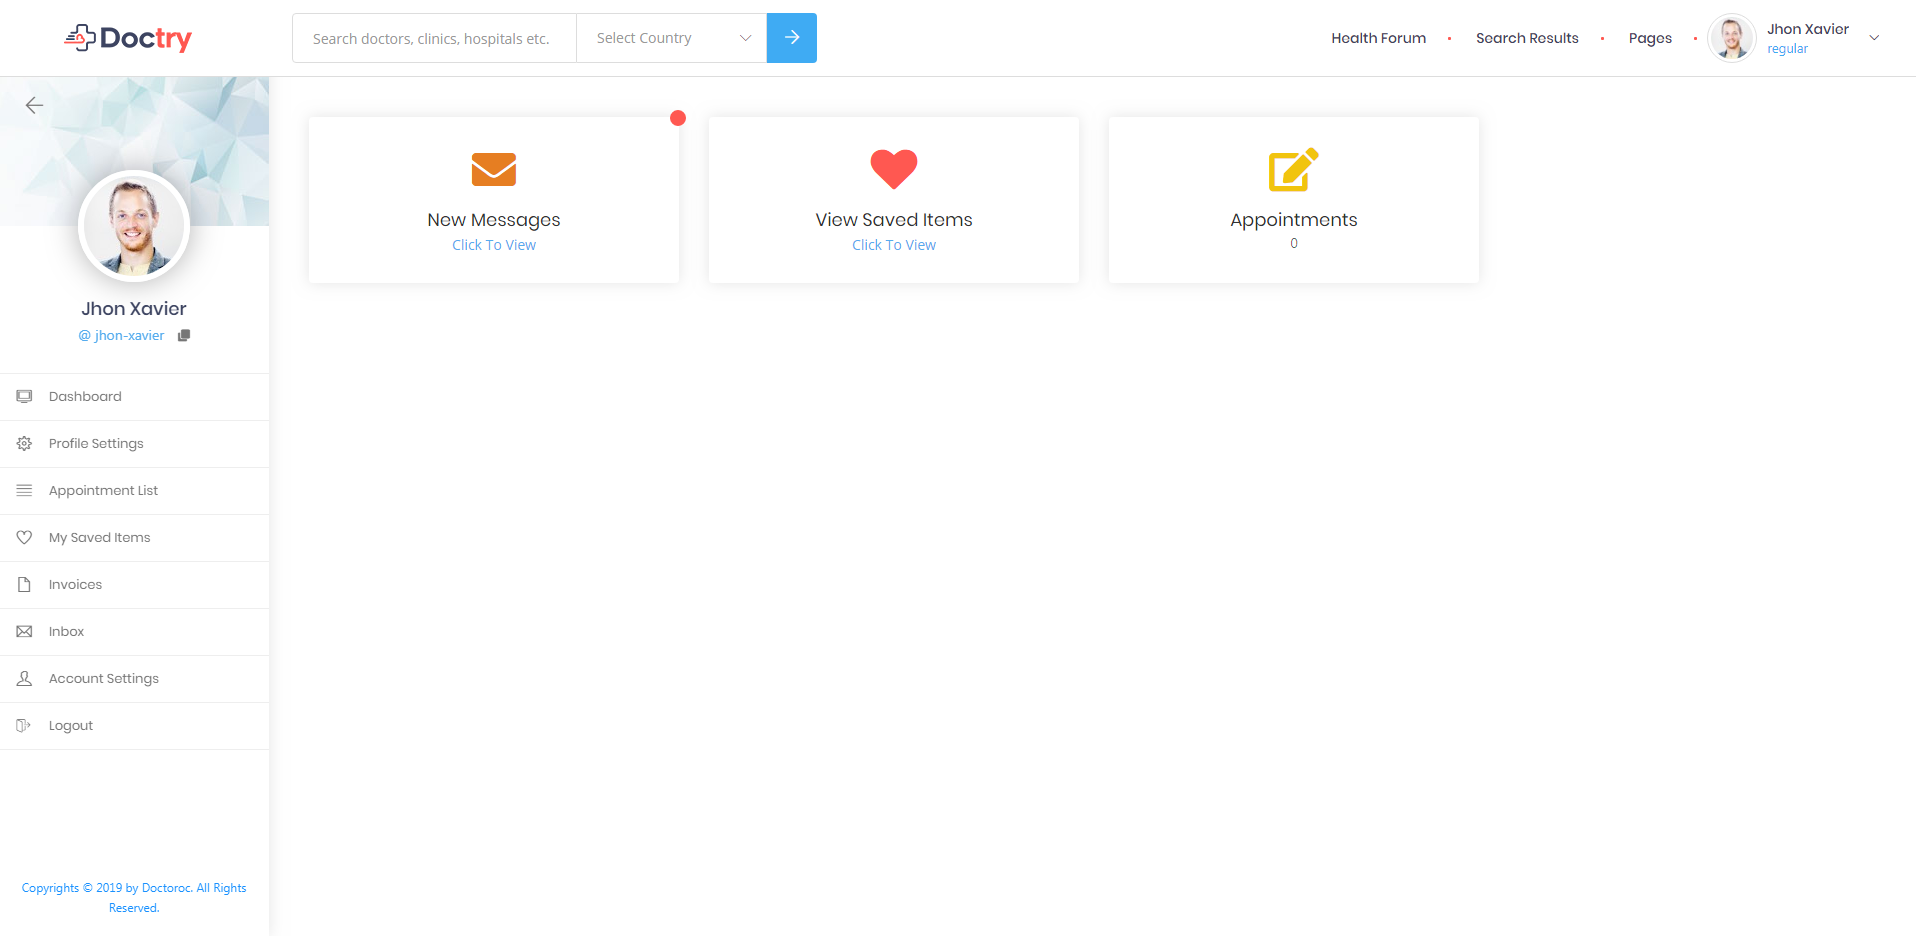 Doctry
Search doctors, clinics, hospitals etc.
Select Country
Health Forum
Search Results
Pages
Jhon Xavier
regular
Jhon Xavier
@ jhon-xavier
Dashboard
Profile Settings
Appointment List
My Saved Items
Invoices
Inbox
Account Settings
Logout
Copyrights © 2019 by Doctoroc. All Rights
Reserved.
New Messages
Click To View
View Saved Items
Click To View
Appointments
0